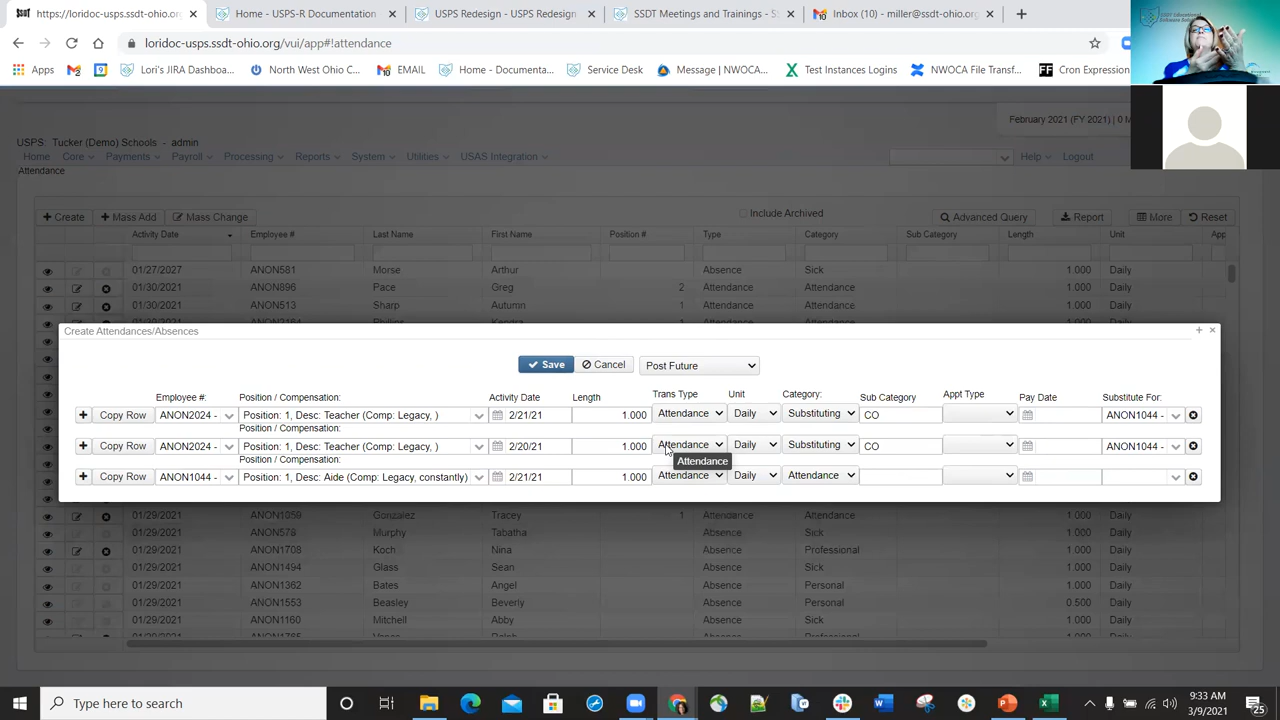 https://loridoc-usps.ssdt-ohio.org
Home - USPS-R Documentation
USPS Redesign - USPS Redesign
SSDT Meetings and Trainings - S
Inbox (10) - miller@ssdt-ohio.org
loridoc-usps.ssdt-ohio.org/vui/app#!attendance
Apps
Lori's JIRA Dashboa...
North West Ohio C...
EMAIL
Home - Documenta...
Service Desk
Message | NWOCA...
Test Instances Logins
NWOCA File Transf...
Cron Expression
February 2021 (FY 2021) | 0 M
USPS: Tucker (Demo) Schools - admin
Home Core Payments Payroll Processing Reports System Utilities USAS Integration Help Logout
Attendance
Create Mass Add Mass Change Include Archived Advanced Query Report More Reset
Activity Date Employee # Last Name First Name Position # Type Category Sub Category Length Unit App
01/27/2027 ANON581 Morse Arthur Absence Sick 1.000 Daily
01/30/2021 ANON896 Pace Greg 2 Attendance Attendance 1.000 Daily
01/30/2021 ANON513 Sharp Autumn 1 Attendance Attendance 1.000 Daily
Create Attendances/Absences
Save Cancel Post Future
Employee #: Position / Compensation: Activity Date Length Trans Type Unit Category: Sub Category Appt Type Pay Date Substitute For:
Copy Row ANON2024 - Position: 1, Desc: Teacher (Comp: Legacy, ) 2/21/21 1.000 Attendance Daily Substituting CO ANON1044 -
Position / Compensation:
Copy Row ANON2024 - Position: 1, Desc: Teacher (Comp: Legacy, ) 2/20/21 1.000 Attendance Daily Substituting CO ANON1044 -
Position / Compensation:
Attendance
Copy Row ANON1044 - Position: 1, Desc: Aide (Comp: Legacy, constantly) 2/21/21 1.000 Attendance Daily Attendance
01/29/2021 ANON1059 Gonzalez Tracey 1 Attendance Attendance 1.000 Daily
01/29/2021 ANON578 Murphy Tabatha Absence Sick 1.000 Daily
01/29/2021 ANON1708 Koch Nina Absence Professional 1.000 Daily
01/29/2021 ANON1494 Glass Sean Absence Sick 1.000 Daily
01/29/2021 ANON1362 Bates Angel Absence Personal 1.000 Daily
01/29/2021 ANON1553 Beasley Beverly Absence Personal 0.500 Daily
01/29/2021 ANON1160 Mitchell Abby Absence Sick 1.000 Daily
Type here to search
9:33 AM
3/9/2021
25